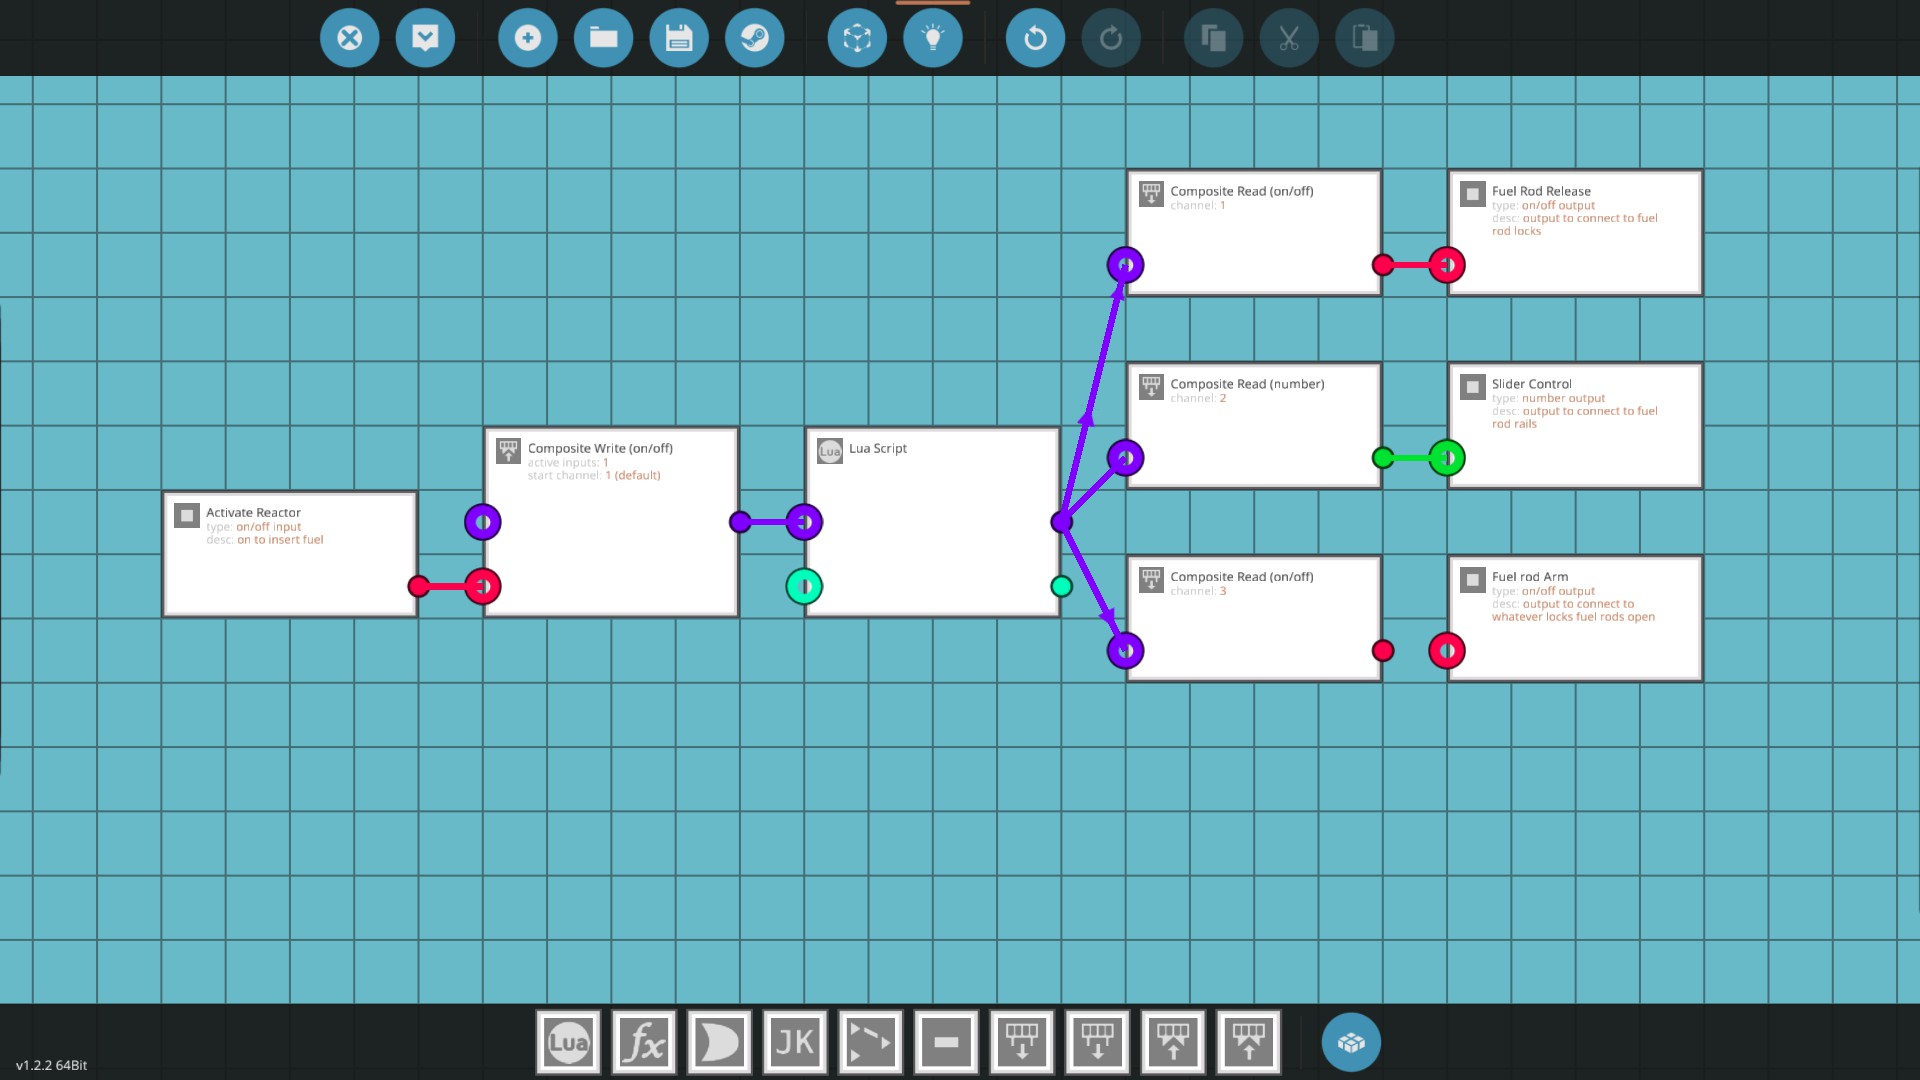 Composite Read (on/off)
channel: 1
Fuel Rod Release
type: on/off output
desc: output to connect to fuel
rod locks
Composite Read (number)
channel: 2
Slider Control
type: number output
desc: output to connect to fuel
rod rails
Composite Write (on/off)
active inputs: 1
start channel: 1 (default)
Lua
Lua Script
Activate Reactor
type: on/off input
desc: on to insert fuel
Composite Read (on/off)
channel: 3
Fuel rod Arm
type: on/off output
desc: output to connect to
whatever locks fuel rods open
Lua
fx
JK
v1.2.2 64Bit